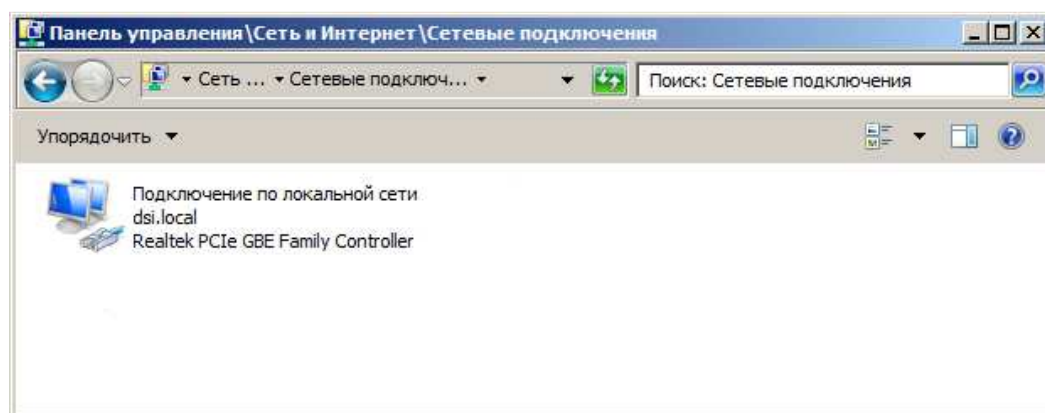 Панель управления\Сеть и Интернет\Сетевые подключения
Сеть ... Сетевые подключ... Поиск: Сетевые подключения
Упорядочить
Подключение по локальной сети
dsi.local
Realtek PCIe GBE Family Controller